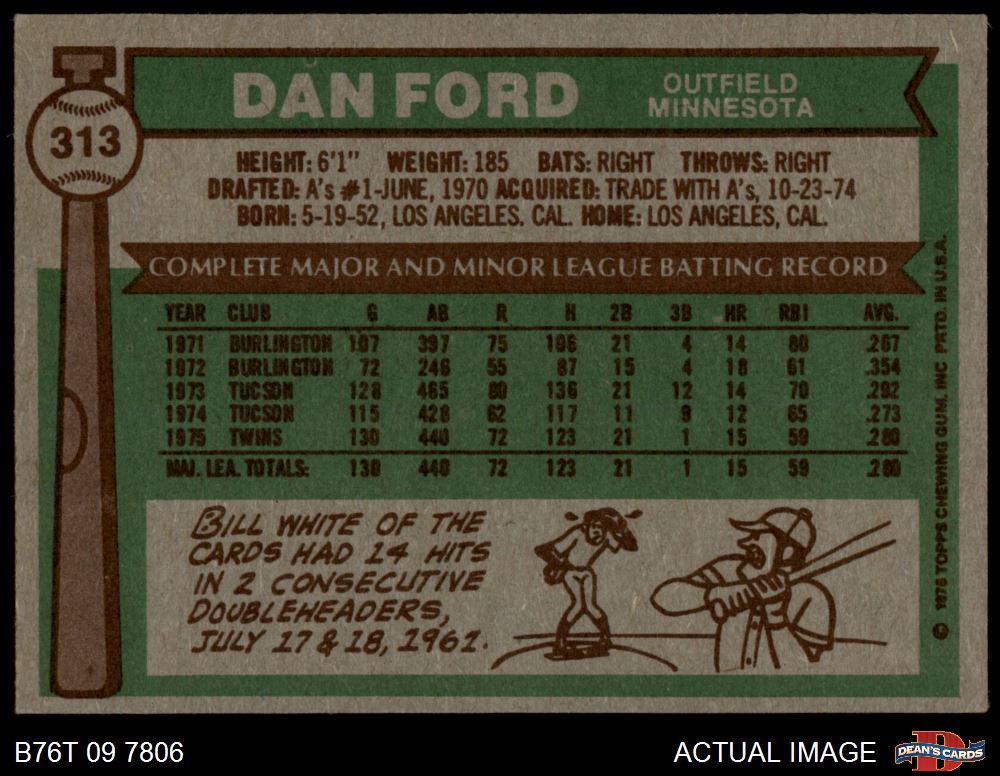 DAN FORD
OUTFIELD
MINNESOTA
313
HEIGHT: 6'1" WEIGHT: 185 BATS: RIGHT THROWS: RIGHT
DRAFTED: A's #1-JUNE, 1970 ACQUIRED: TRADE WITH A's, 10-23-74
BORN: 5-19-52, LOS ANGELES. CAL. HOME: LOS ANGELES, CAL.
COMPLETE MAJOR AND MINOR LEAGUE BATTING RECORD
YEAR CLUB G AB R H 2B 3B HR RBI AVG.
1971 BURLINGTON 107 397 75 106 21 4 14 80 .267
1972 BURLINGTON 72 246 55 87 15 4 18 61 .354
1973 TUCSON 128 465 80 136 21 12 14 70 .292
1974 TUCSON 115 428 62 117 11 9 12 65 .273
1975 TWINS 130 440 72 123 21 1 15 59 .280
MAJ. LEA. TOTALS: 130 440 72 123 21 1 15 59 .280
BILL WHITE OF THE
CARDS HAD 14 HITS
IN 2 CONSECUTIVE
DOUBLEHEADERS,
JULY 17 & 18, 1961.
© 1976 TOPPS CHEWING GUM, INC PRTD. IN U.S.A.
B76T 09 7806
ACTUAL IMAGE
DEAN'S CARDS